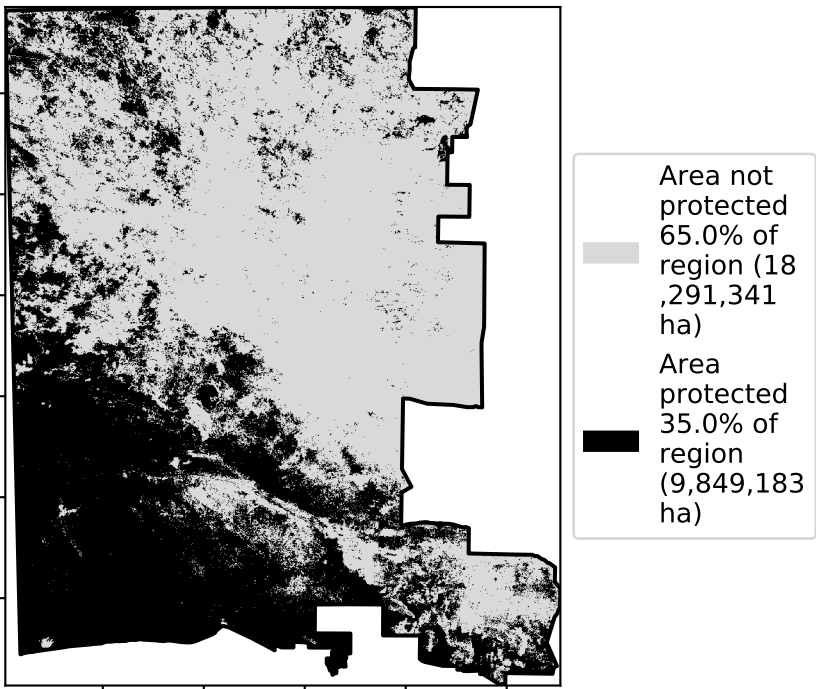 Area not
protected
65.0% of
region (18
,291,341
ha)
Area
protected
35.0% of
region
(9,849,183
ha)